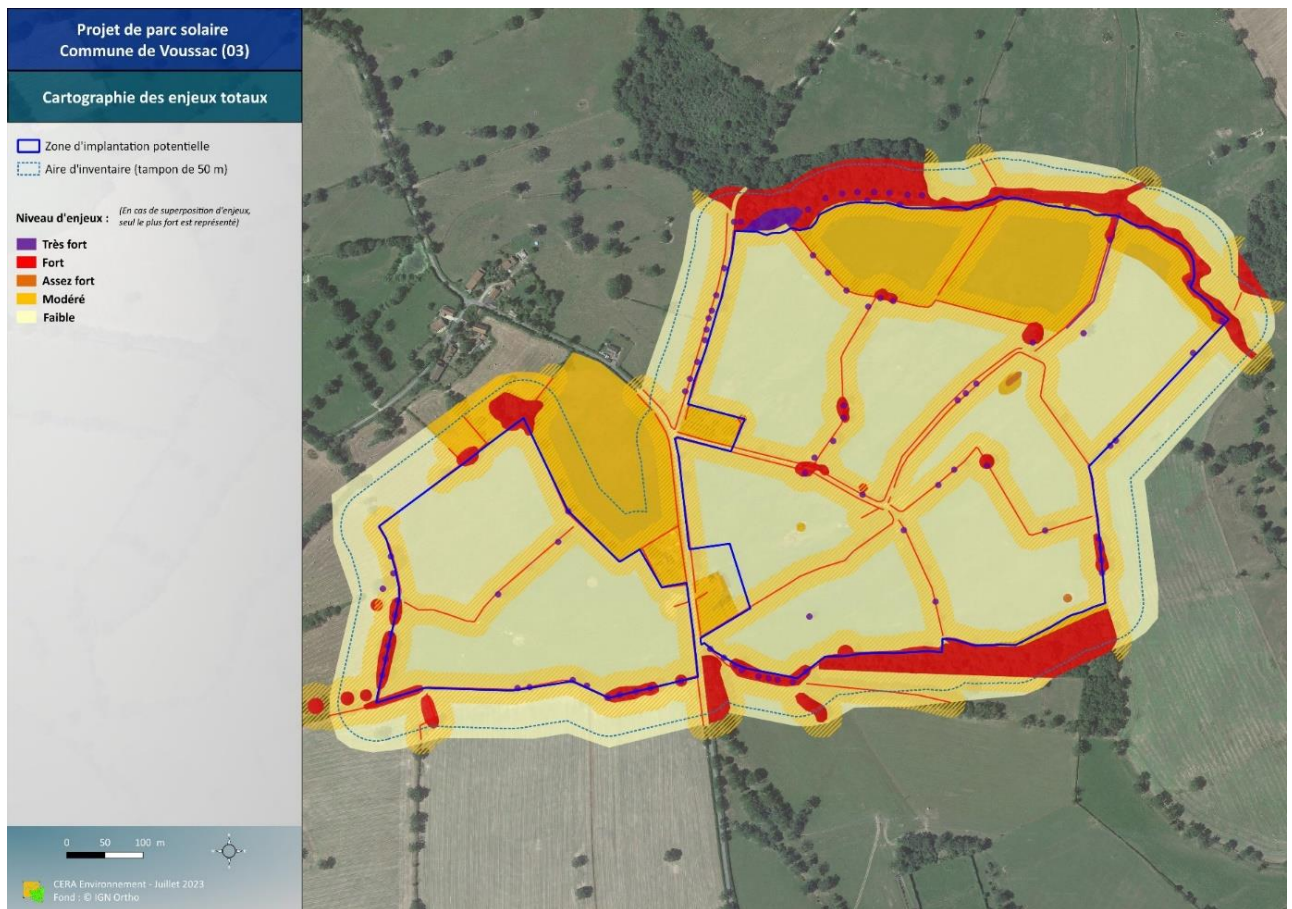 Projet de parc solaire
Commune de Voussac (03)
Cartographie des enjeux totaux
Zone d'implantation potentielle
Aire d'inventaire (tampon de 50 m)
Niveau d'enjeux : (En cas de superposition d'enjeux,
seul le plus fort est représenté)
Très fort
Fort
Assez fort
Modéré
Faible
0 50 100 m
CERA Environnement - Juillet 2023
Fond : © IGN Ortho